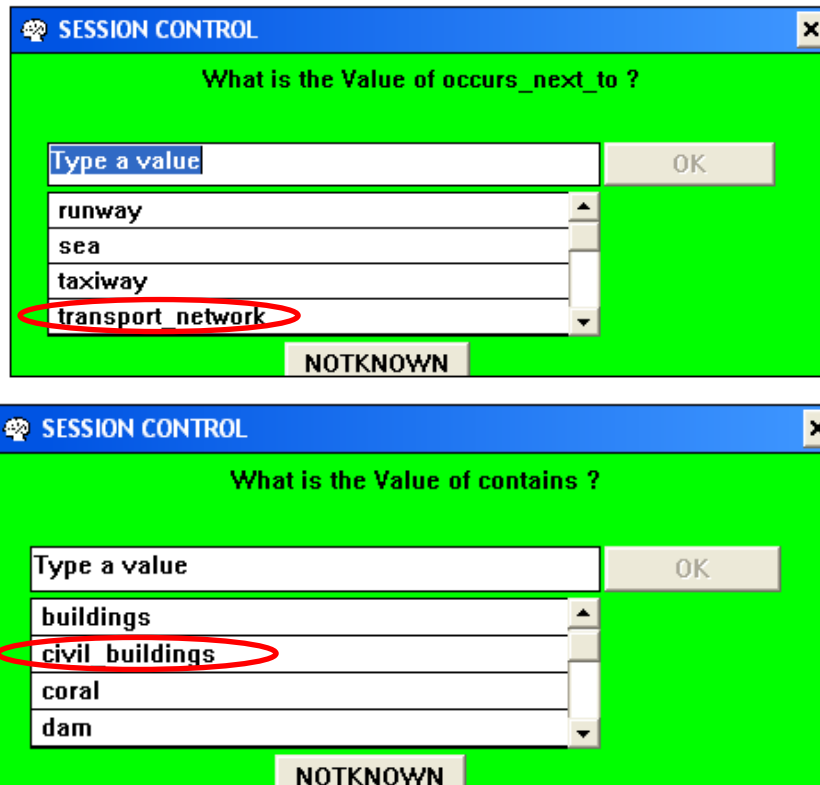 SESSION CONTROL
What is the Value of occurs_next_to ?
Type a value
OK
runway
sea
taxiway
transport_network
NOTKNOWN
SESSION CONTROL
What is the Value of contains ?
Type a value
OK
buildings
civil_buildings
coral
dam
NOTKNOWN